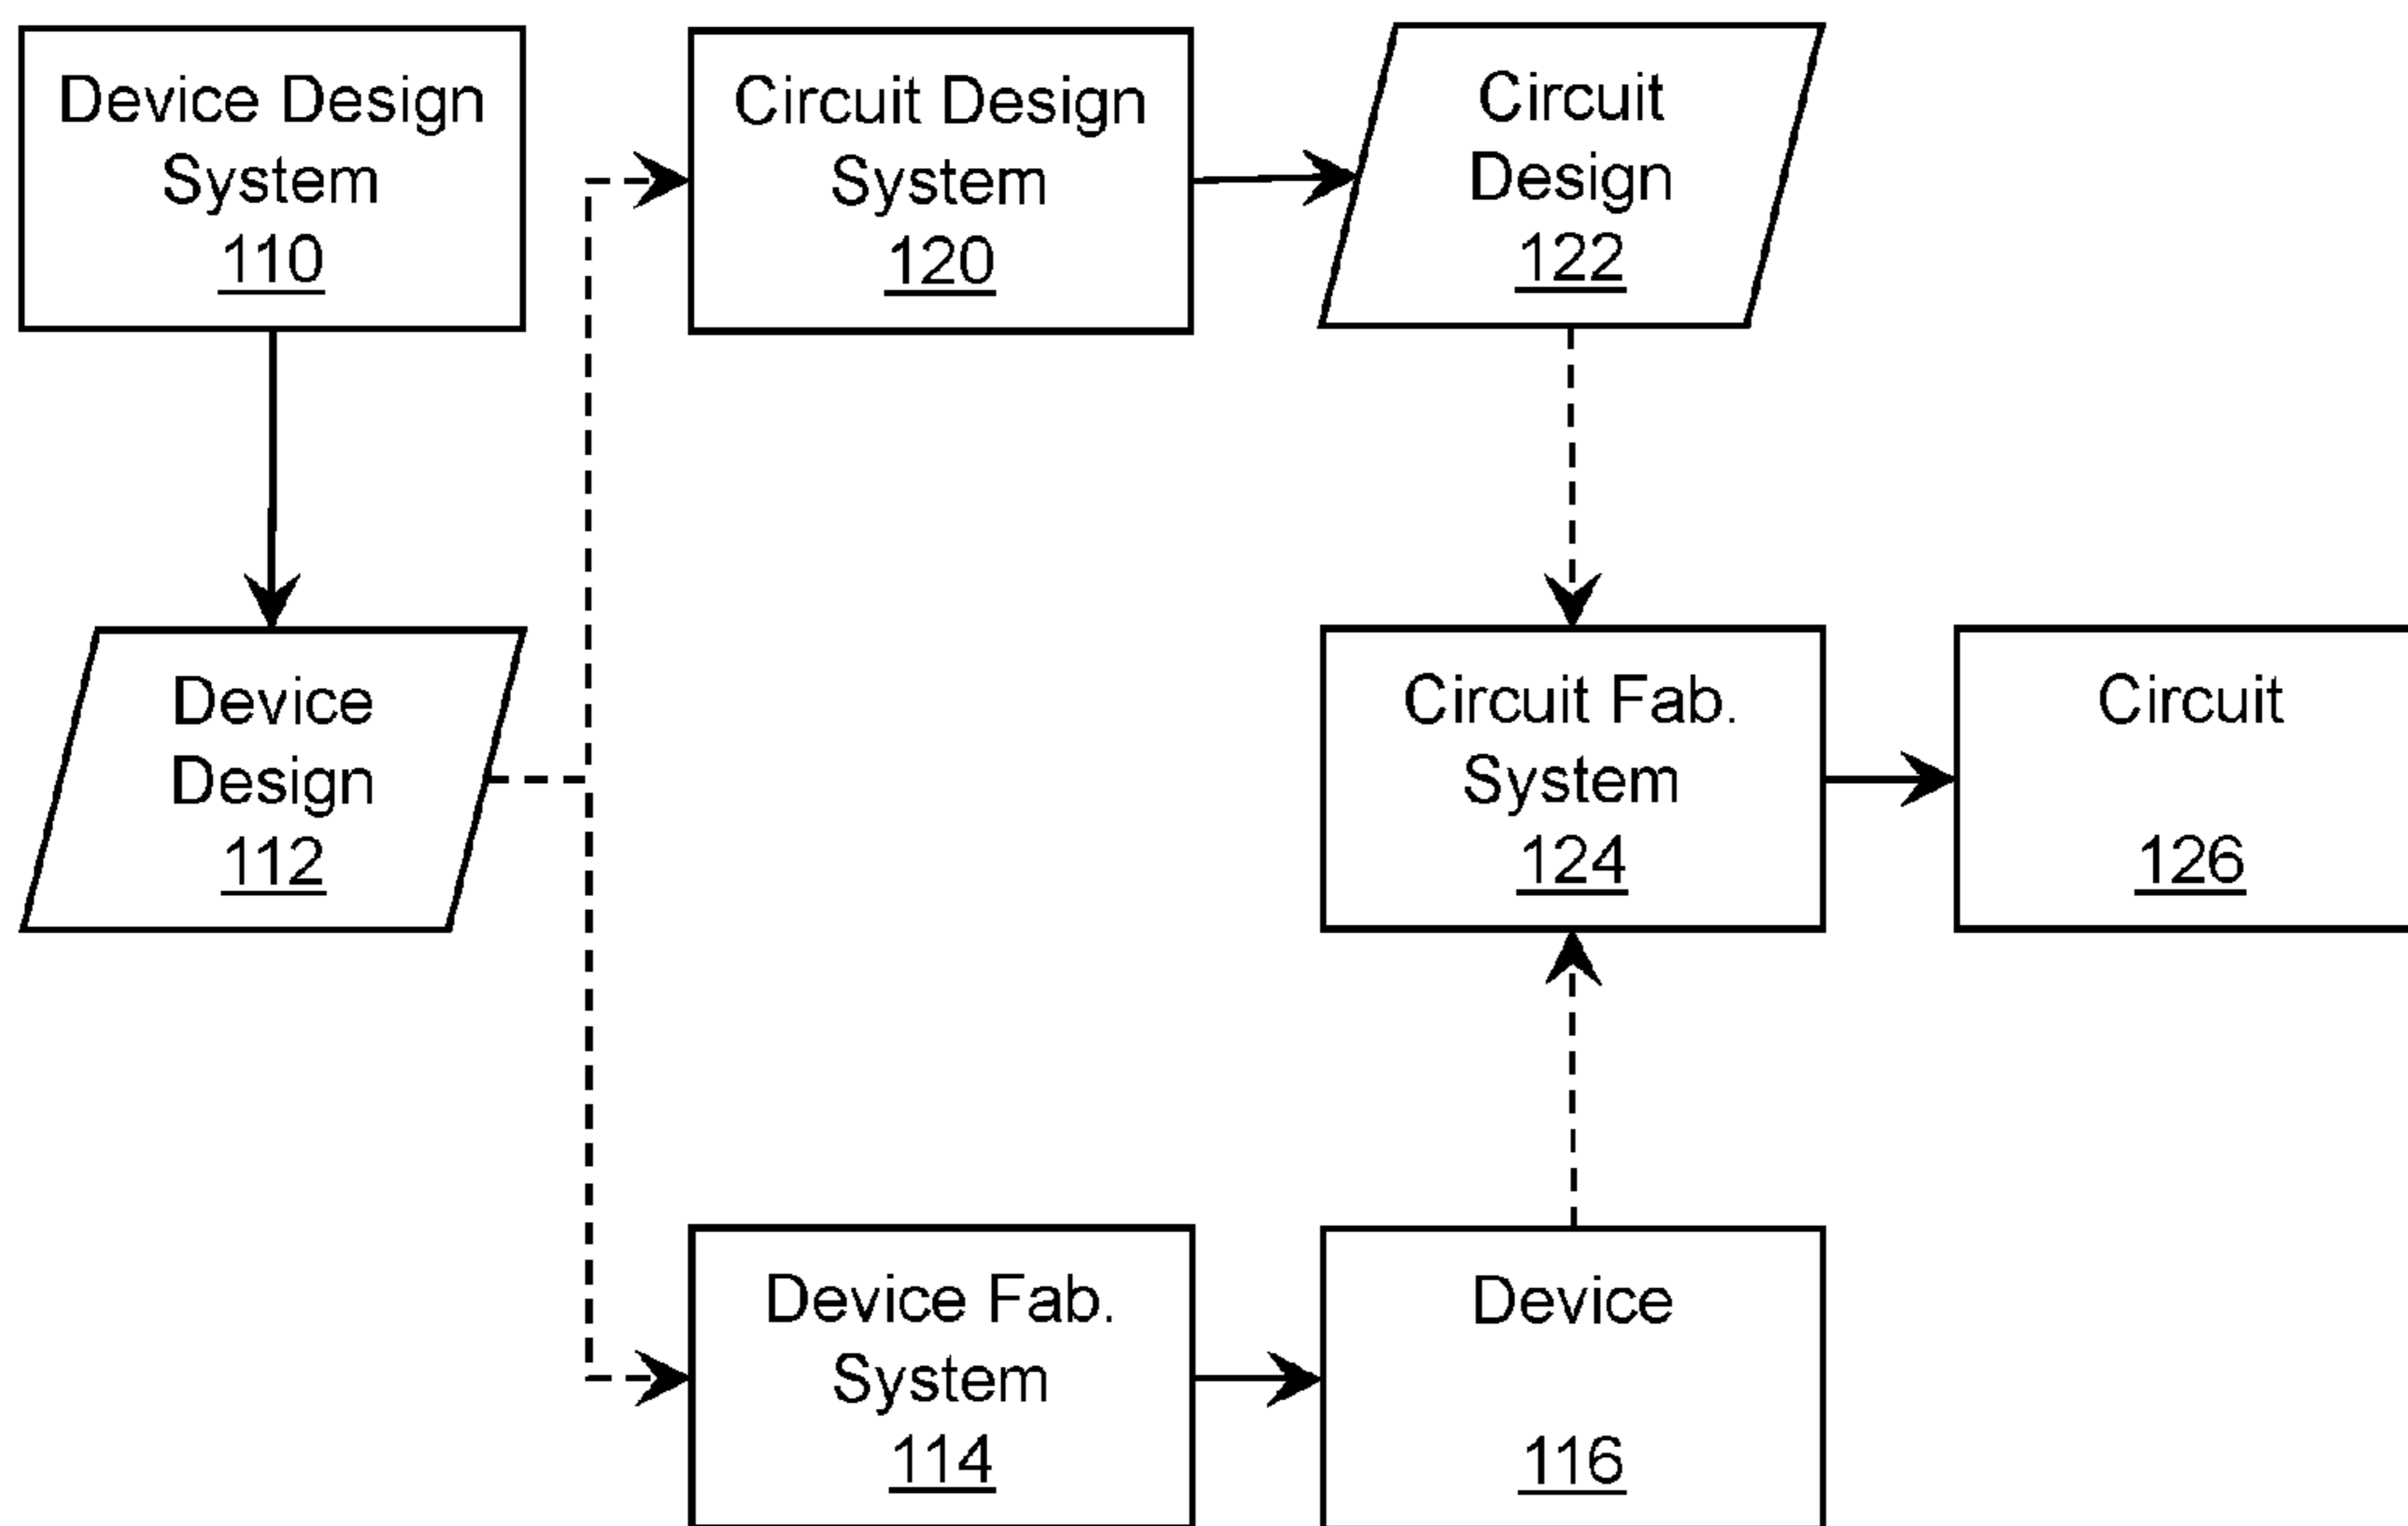 Device Design
System
110
Circuit Design
System
120
Circuit
Design
122
Device
Design
112
Circuit Fab.
System
124
Circuit
126
Device Fab.
System
114
Device
116